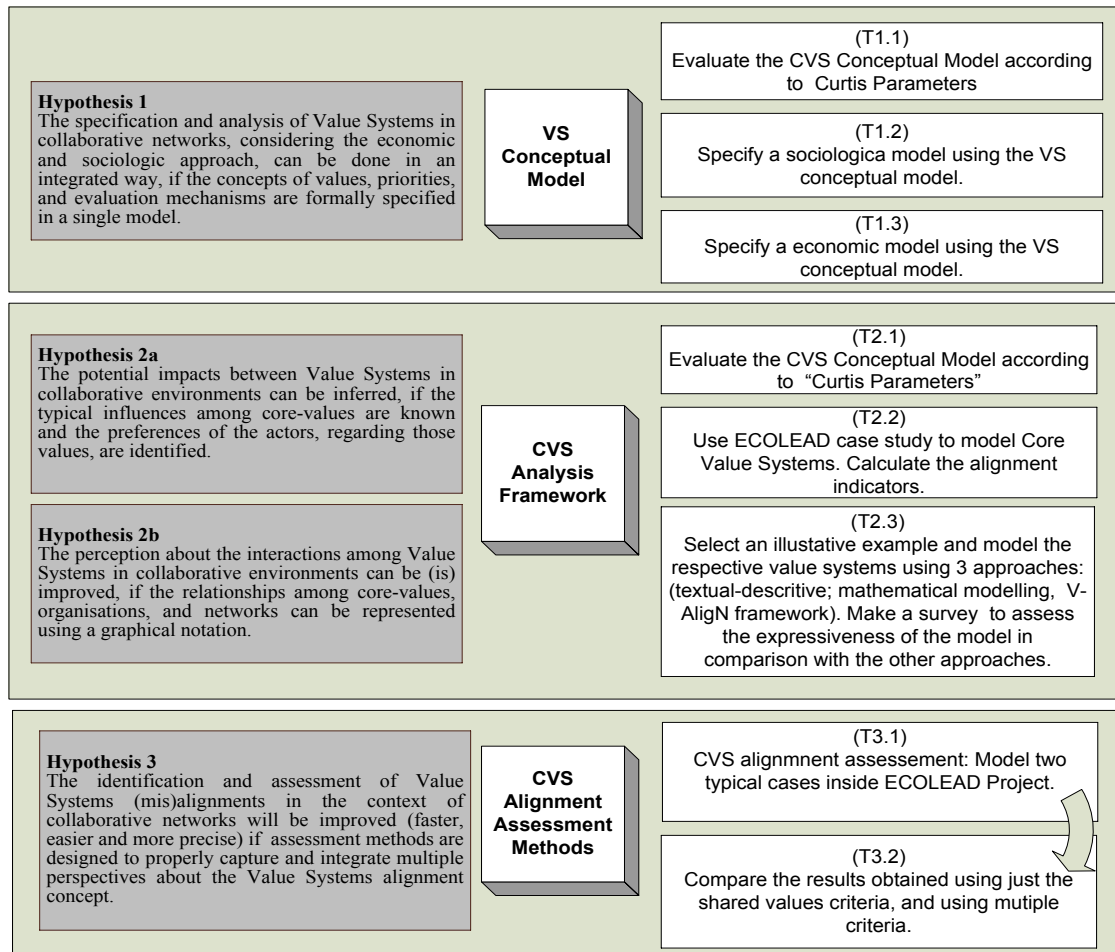 Hypothesis 1
The specification and analysis of Value Systems in
collaborative networks, considering the economic
and sociologic approach, can be done in an
integrated way, if the concepts of values, priorities,
and evaluation mechanisms are formally specified
in a single model.
VS
Conceptual
Model
(T1.1)
Evaluate the CVS Conceptual Model according
to Curtis Parameters
(T1.2)
Specify a sociologica model using the VS
conceptual model.
(T1.3)
Specify a economic model using the VS
conceptual model.
Hypothesis 2a
The potential impacts between Value Systems in
collaborative environments can be inferred, if the
typical influences among core-values are known
and the preferences of the actors, regarding those
values, are identified.
Hypothesis 2b
The perception about the interactions among Value
Systems in collaborative environments can be (is)
improved, if the relationships among core-values,
organisations, and networks can be represented
using a graphical notation.
CVS
Analysis
Framework
(T2.1)
Evaluate the CVS Conceptual Model according
to “Curtis Parameters”
(T2.2)
Use ECOLEAD case study to model Core
Value Systems. Calculate the alignment
indicators.
(T2.3)
Select an illustative example and model the
respective value systems using 3 approaches:
(textual-descritive; mathematical modelling, V-
AligN framework). Make a survey to assess
the expressiveness of the model in
comparison with the other approaches.
Hypothesis 3
The identification and assessment of Value
Systems (mis)alignments in the context of
collaborative networks will be improved (faster,
easier and more precise) if assessment methods are
designed to properly capture and integrate multiple
perspectives about the Value Systems alignment
concept.
CVS
Alignment
Assessment
Methods
(T3.1)
CVS alignmnent assessement: Model two
typical cases inside ECOLEAD Project.
(T3.2)
Compare the results obtained using just the
shared values criteria, and using mutiple
criteria.